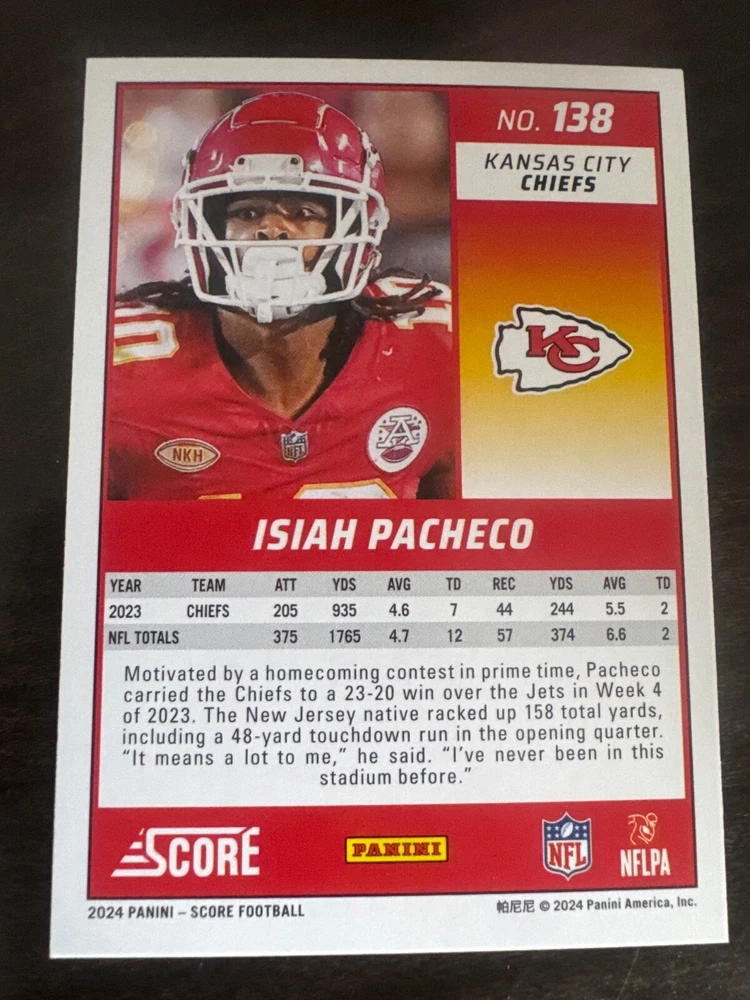 NO. 138
KANSAS CITY
CHIEFS
KC
10
1
NKH
NFL
A
ISIAH PACHECO
YEAR TEAM ATT YDS AVG TD REC YDS AVG TD
2023 CHIEFS 205 935 4.6 7 44 244 5.5 2
NFL TOTALS 375 1765 4.7 12 57 374 6.6 2
Motivated by a homecoming contest in prime time, Pacheco
carried the Chiefs to a 23-20 win over the Jets in Week 4
of 2023. The New Jersey native racked up 158 total yards,
including a 48-yard touchdown run in the opening quarter.
“It means a lot to me,” he said. “I’ve never been in this
stadium before.”
SCORE PANINI NFL NFLPA
2024 PANINI – SCORE FOOTBALL 帕尼尼 © 2024 Panini America, Inc.